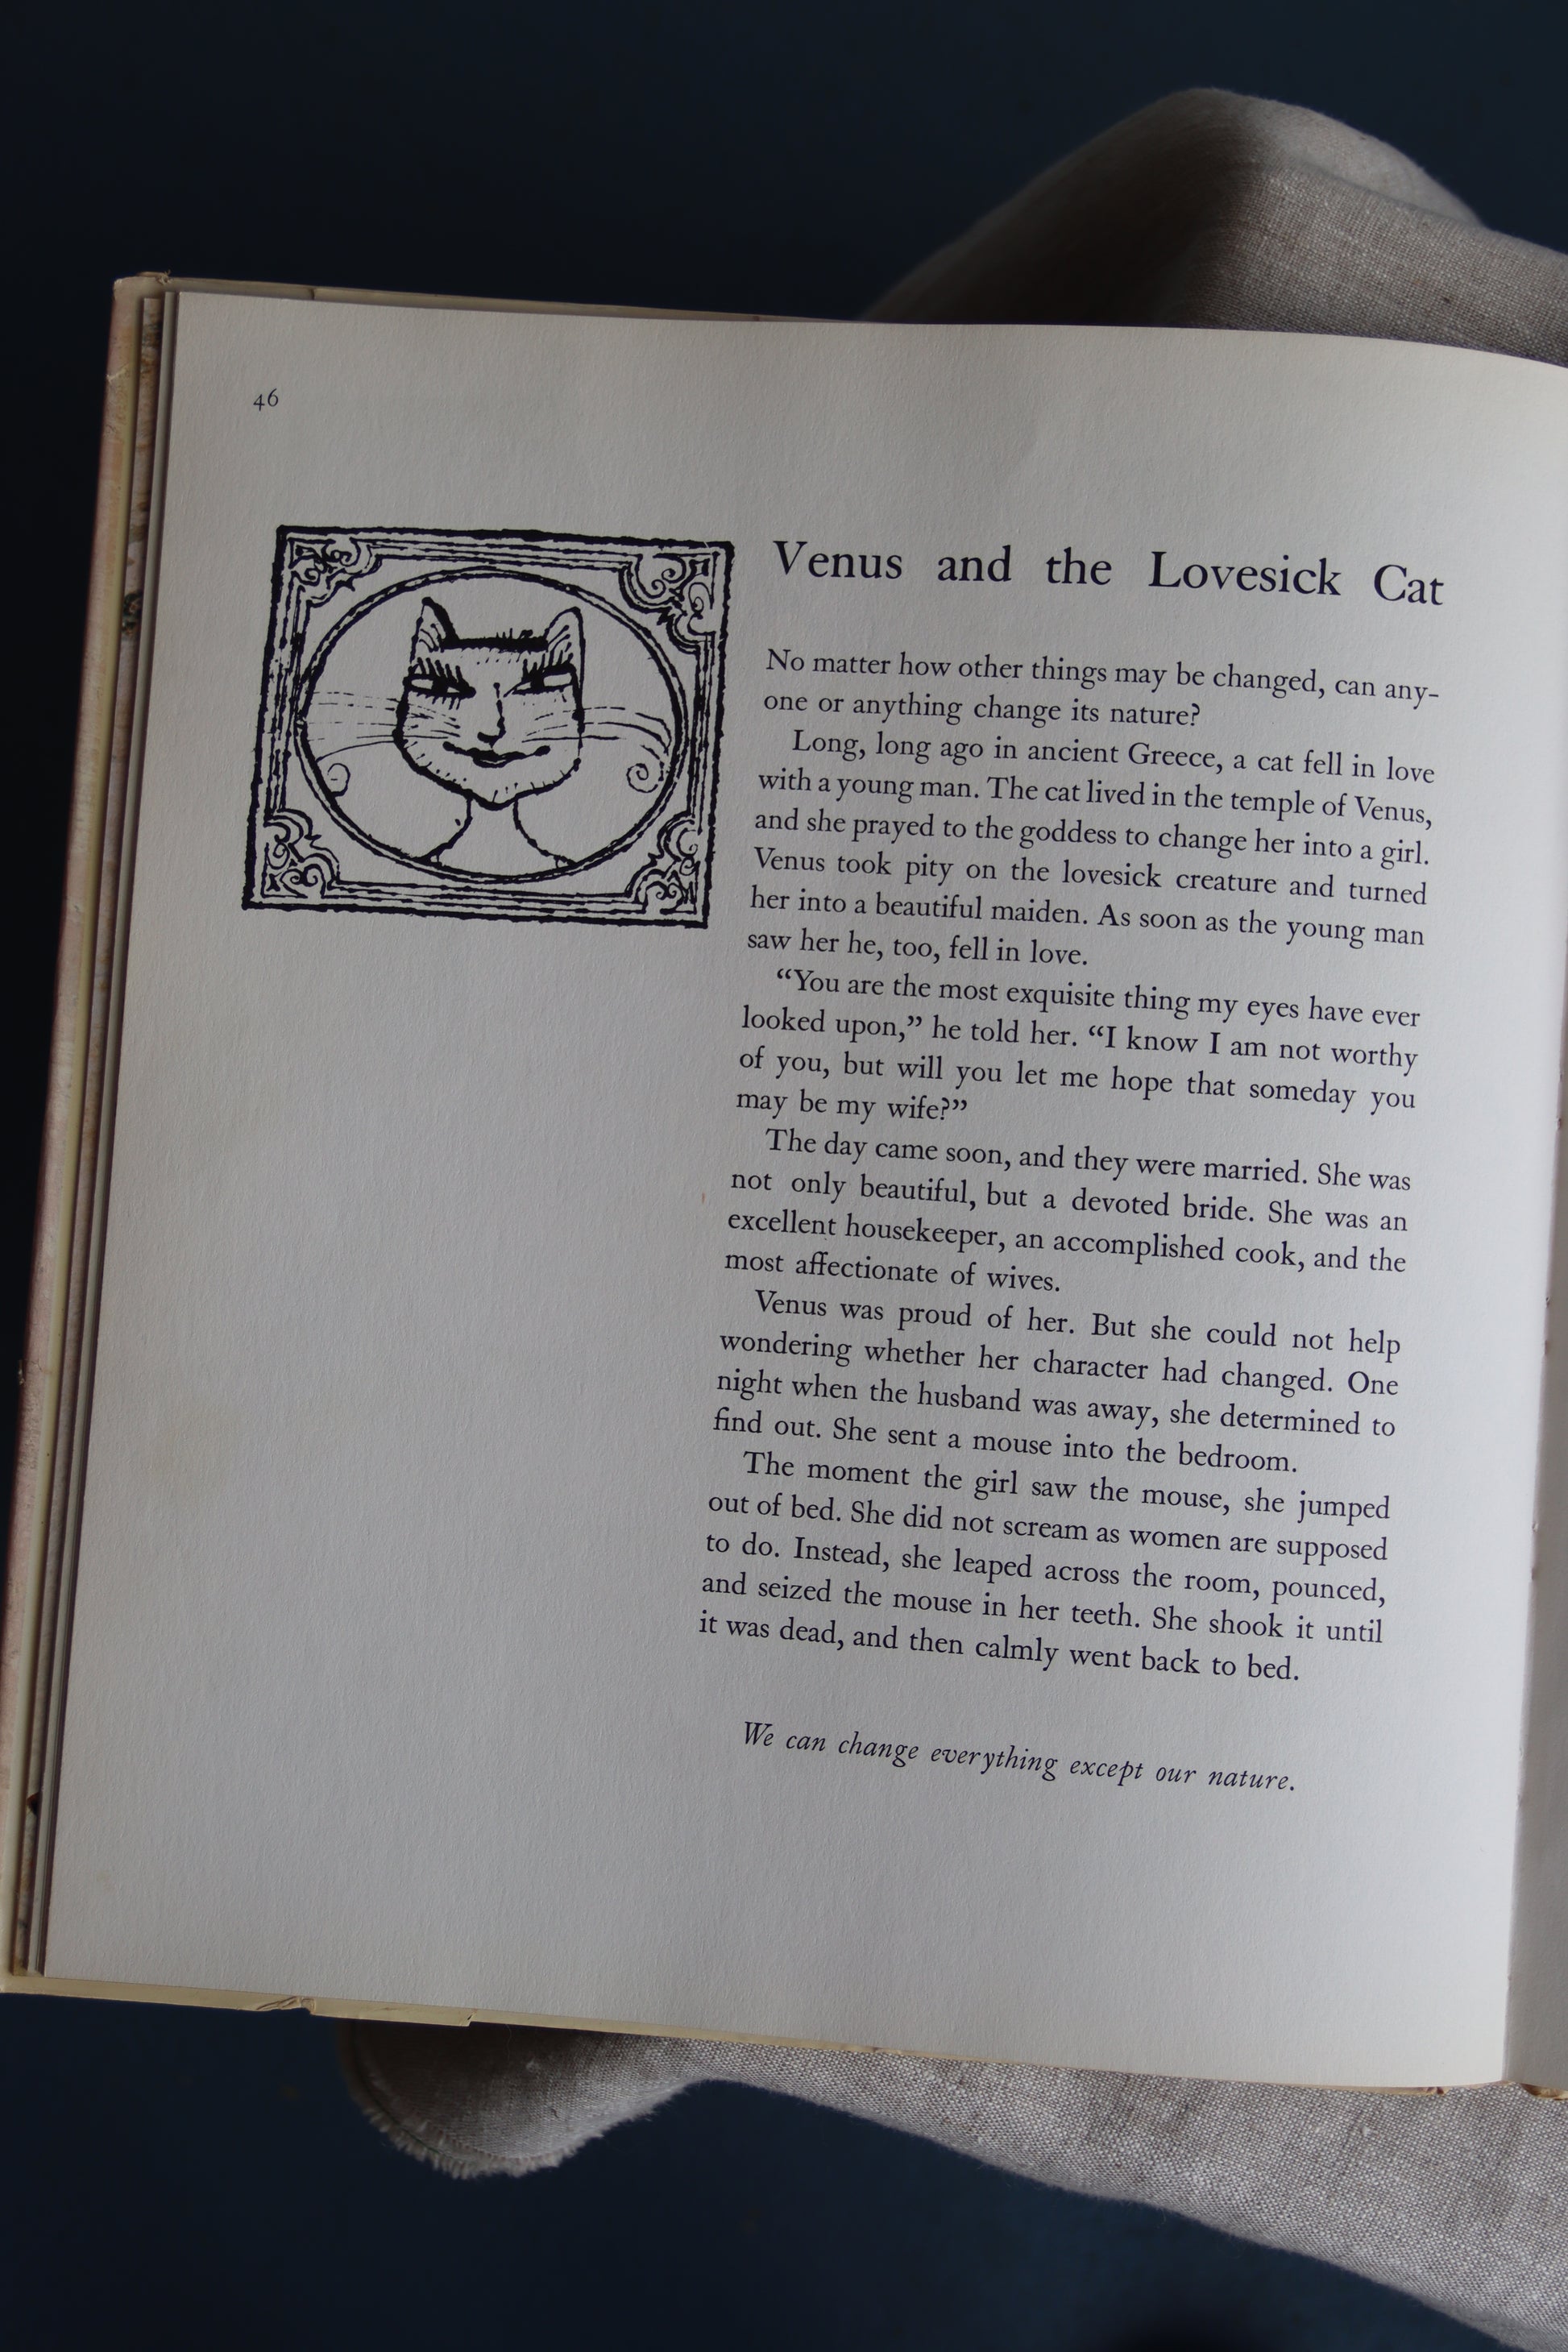 46
Venus and the Lovesick Cat
No matter how other things may be changed, can any-
one or anything change its nature?
Long, long ago in ancient Greece, a cat fell in love
with a young man. The cat lived in the temple of Venus,
and she prayed to the goddess to change her into a girl.
Venus took pity on the lovesick creature and turned
her into a beautiful maiden. As soon as the young man
saw her he, too, fell in love.
“You are the most exquisite thing my eyes have ever
looked upon,” he told her. “I know I am not worthy
of you, but will you let me hope that someday you
may be my wife?”
The day came soon, and they were married. She was
not only beautiful, but a devoted bride. She was an
excellent housekeeper, an accomplished cook, and the
most affectionate of wives.
Venus was proud of her. But she could not help
wondering whether her character had changed. One
night when the husband was away, she determined to
find out. She sent a mouse into the bedroom.
The moment the girl saw the mouse, she jumped
out of bed. She did not scream as women are supposed
to do. Instead, she leaped across the room, pounced,
and seized the mouse in her teeth. She shook it until
it was dead, and then calmly went back to bed.
We can change everything except our nature.